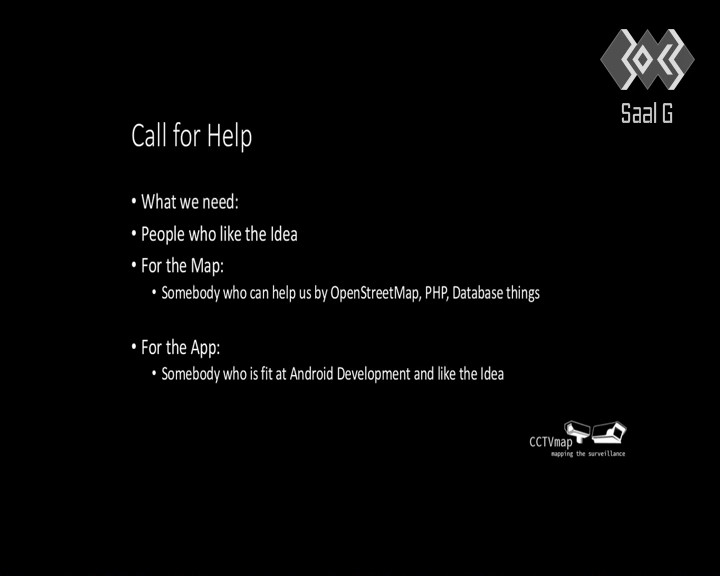 Saal G
Call for Help
• What we need:
• People who like the Idea
• For the Map:
• Somebody who can help us by OpenStreetMap, PHP, Database things
• For the App:
• Somebody who is fit at Android Development and like the Idea
CCTVmap
mapping the surveillance